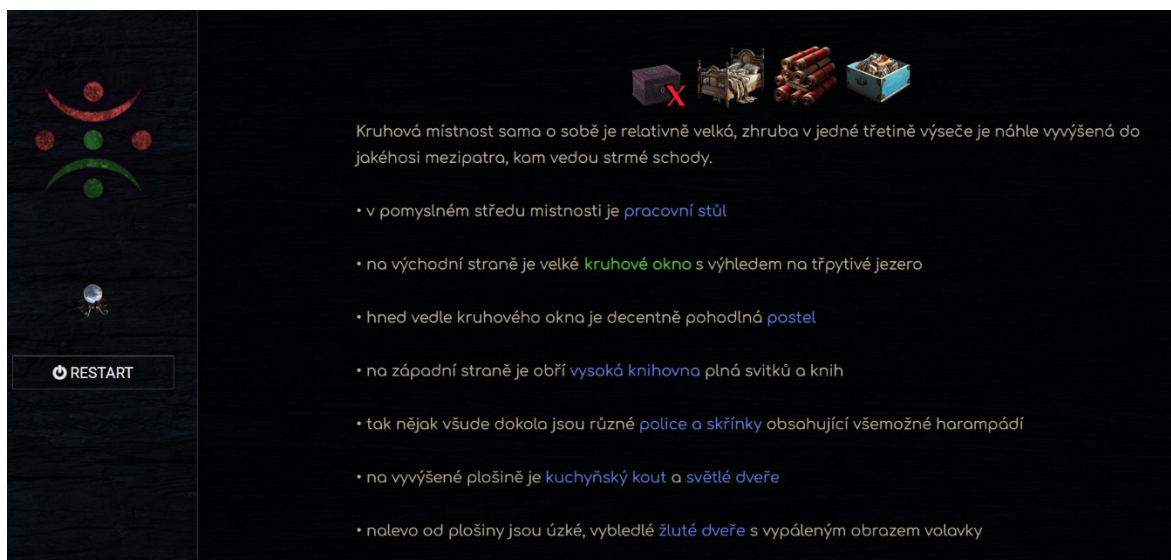 X
Kruhová místnost sama o sobě je relativně velká, zhruba v jedné třetině výseče je náhle vyvýšená do
jakéhosi mezipatra, kam vedou strmé schody.
• v pomyslném středu mistnosti je pracovní stůl
• na východní straně je velké kruhové okno s výhledem na třpytivé jezero
• hned vedle kruhového okna je decentně pohodlná postel
RESTART
• na západní straně je obří vysoká knihovna plná svitků a knih
• tak nějak všude dokola jsou různé police a skřínky obsahující všemožné harampádí
• na vyvýšené plošině je kuchyňský kout a světlé dveře
• nalevo od plošiny jsou úzké, vybledlé žluté dveře s vypáleným obrazem volavky